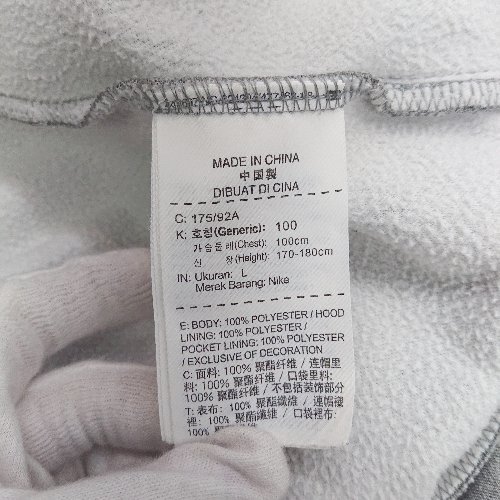 MADE IN CHINA
中国製
DIBUAT DI CINA
C: 175/92A
K: 호칭(Generic): 100
가슴둘레(Chest): 100cm
신 장(Height): 170-180cm
IN: Ukuran: L
Merek Barang: Nike
E: BODY: 100% POLYESTER / HOOD
LINING: 100% POLYESTER /
POCKET LINING: 100% POLYESTER
/ EXCLUSIVE OF DECORATION
C: 面料: 100% 聚酯纤维 / 连帽里
料: 100% 聚酯纤维 / 口袋里料:
100% 聚酯纤维 / 不包括装饰部分
T: 表布: 100% 聚酯纖維 / 連帽裡
裡: 100% 聚酯纖維 / 口袋裡布:
100% 聚酯